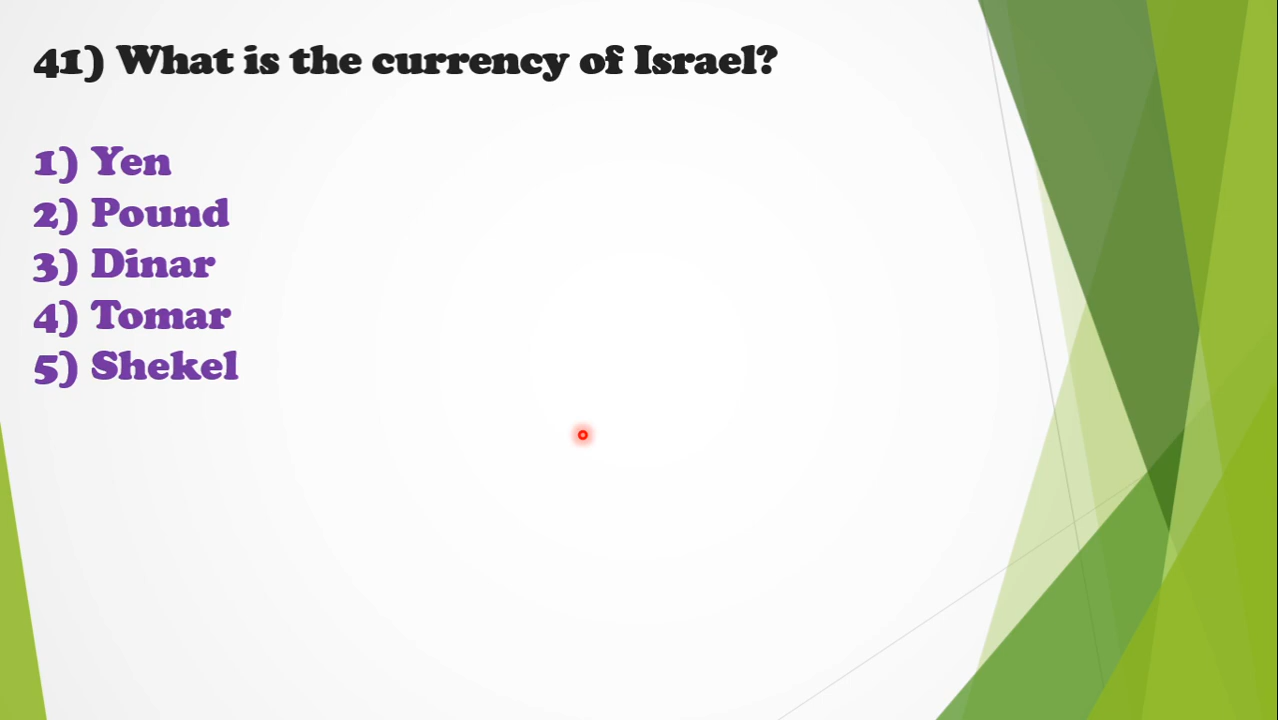 41) What is the currency of Israel?
1) Yen
2) Pound
3) Dinar
4) Tomar
5) Shekel